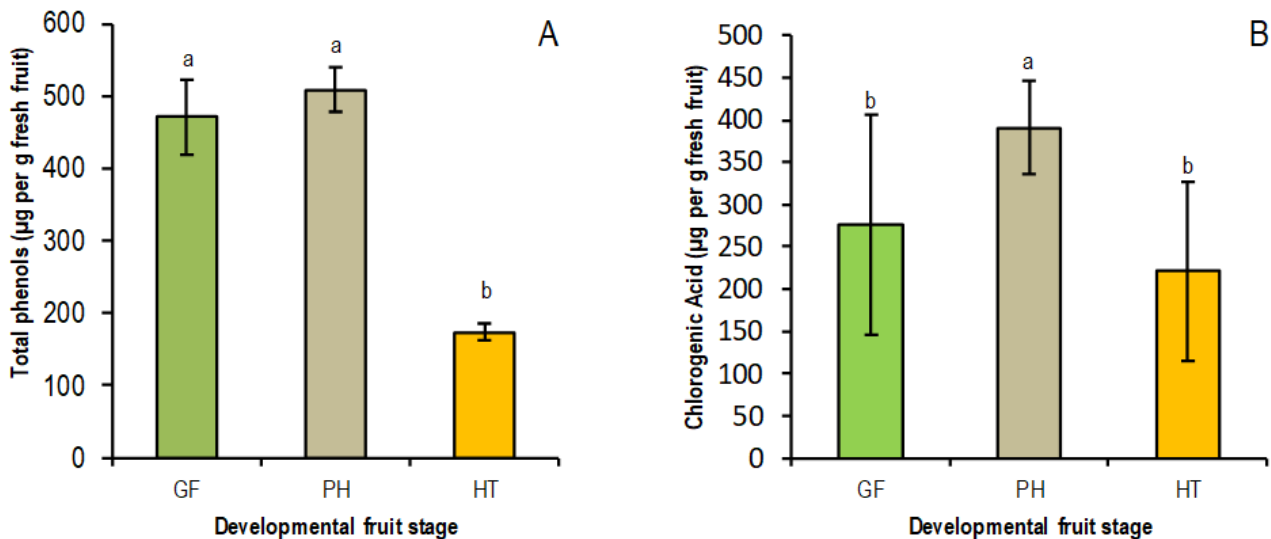 A
Total phenols (µg per g fresh fruit)
600
500
400
300
200
100
0
a
a
b
GF PH HT
Developmental fruit stage
B
Chlorogenic Acid (µg per g fresh fruit)
500
450
400
350
300
250
200
150
100
50
0
b
a
b
GF PH HT
Developmental fruit stage